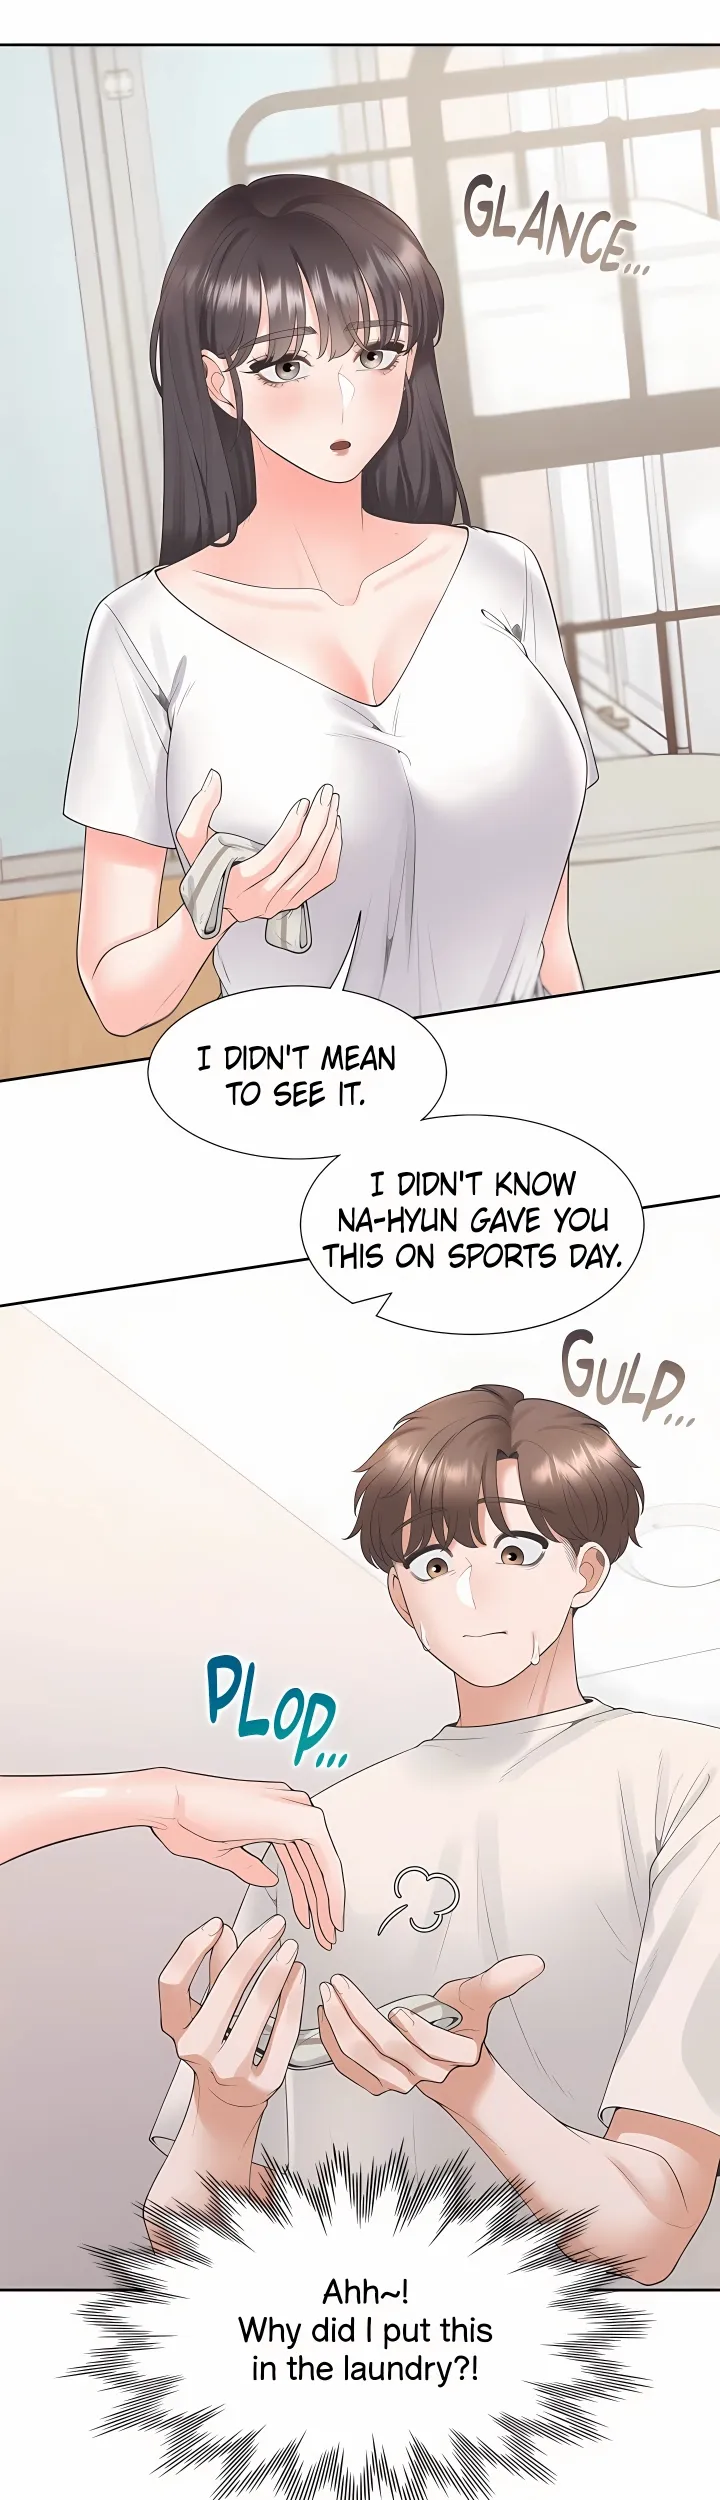 GLANCE...
I DIDN'T MEAN
TO SEE IT.
I DIDN'T KNOW
NA-HYUN GAVE YOU
THIS ON SPORTS DAY.
GULP...
PLOP...
Ahh~!
Why did I put this
in the laundry?!